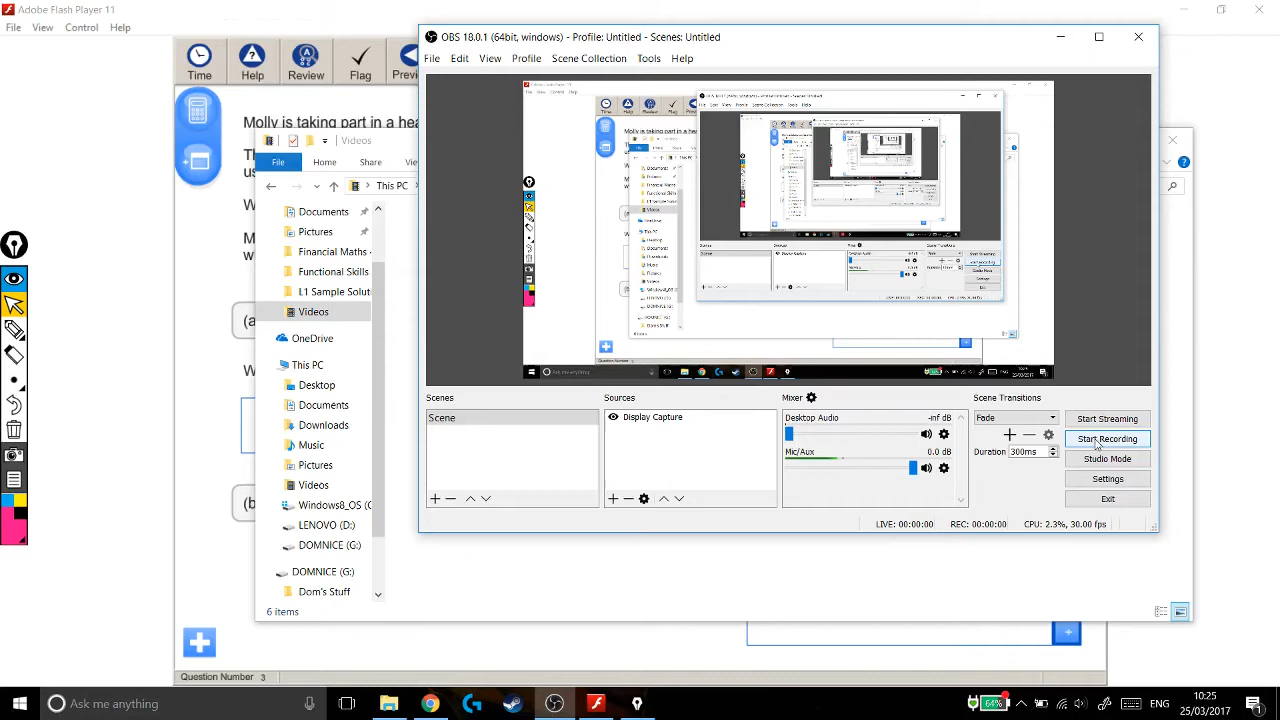 Adobe Flash Player 11
File View Control Help
Time Help Review Flag Previ
Molly is taking part in a hea
Videos
File Home Share
This PC
Documents
Pictures
Financial Maths
Functional Skills
L1 Sample Solut
Videos
OneDrive
This PC
Desktop
Documents
Downloads
Music
Pictures
Videos
Windows8_OS (C
LENOVO (D:)
DOMNICE (G:)
DOMNICE (G:)
Dom's Stuff
6 items
Question Number 3
OBS 18.0.1 (64bit, windows) - Profile: Untitled - Scenes: Untitled
File Edit View Profile Scene Collection Tools Help
Scenes
Scene
Sources
Display Capture
Mixer
Desktop Audio -inf dB
Mic/Aux 0.0 dB
Scene Transitions
Fade
Duration 300ms
Start Streaming
Start Recording
Studio Mode
Settings
Exit
LIVE: 00:00:00 REC: 00:00:00 CPU: 2.3%, 30.00 fps
Ask me anything
64%
ENG
10:25
25/03/2017